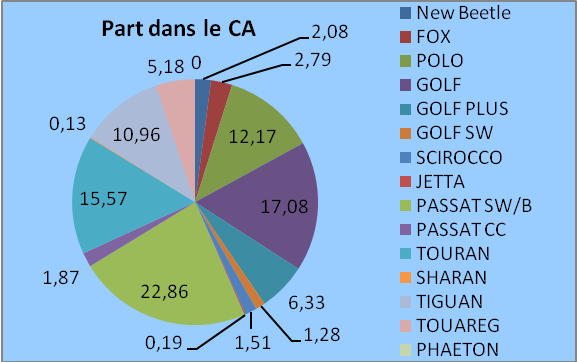 Part dans le CA
5,18
0
2,08
2,79
0,13
10,96
12,17
15,57
17,08
1,87
22,86
6,33
0,19
1,51
1,28
New Beetle
FOX
POLO
GOLF
GOLF PLUS
GOLF SW
SCIROCCO
JETTA
PASSAT SW/B
PASSAT CC
TOURAN
SHARAN
TIGUAN
TOUAREG
PHAETON